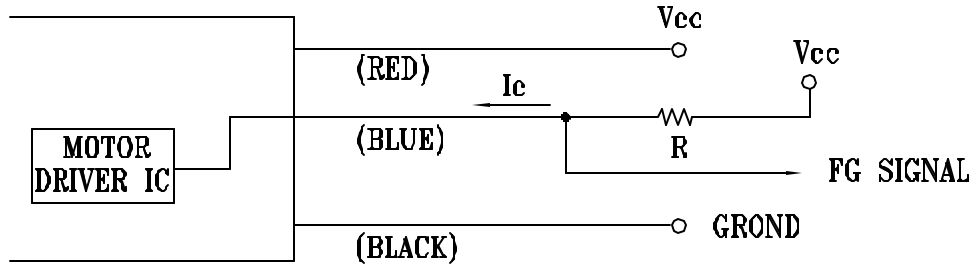 Vcc
(RED)
Vcc
Ic
(BLUE)
R
MOTOR
DRIVER IC
FG SIGNAL
(BLACK)
GROND